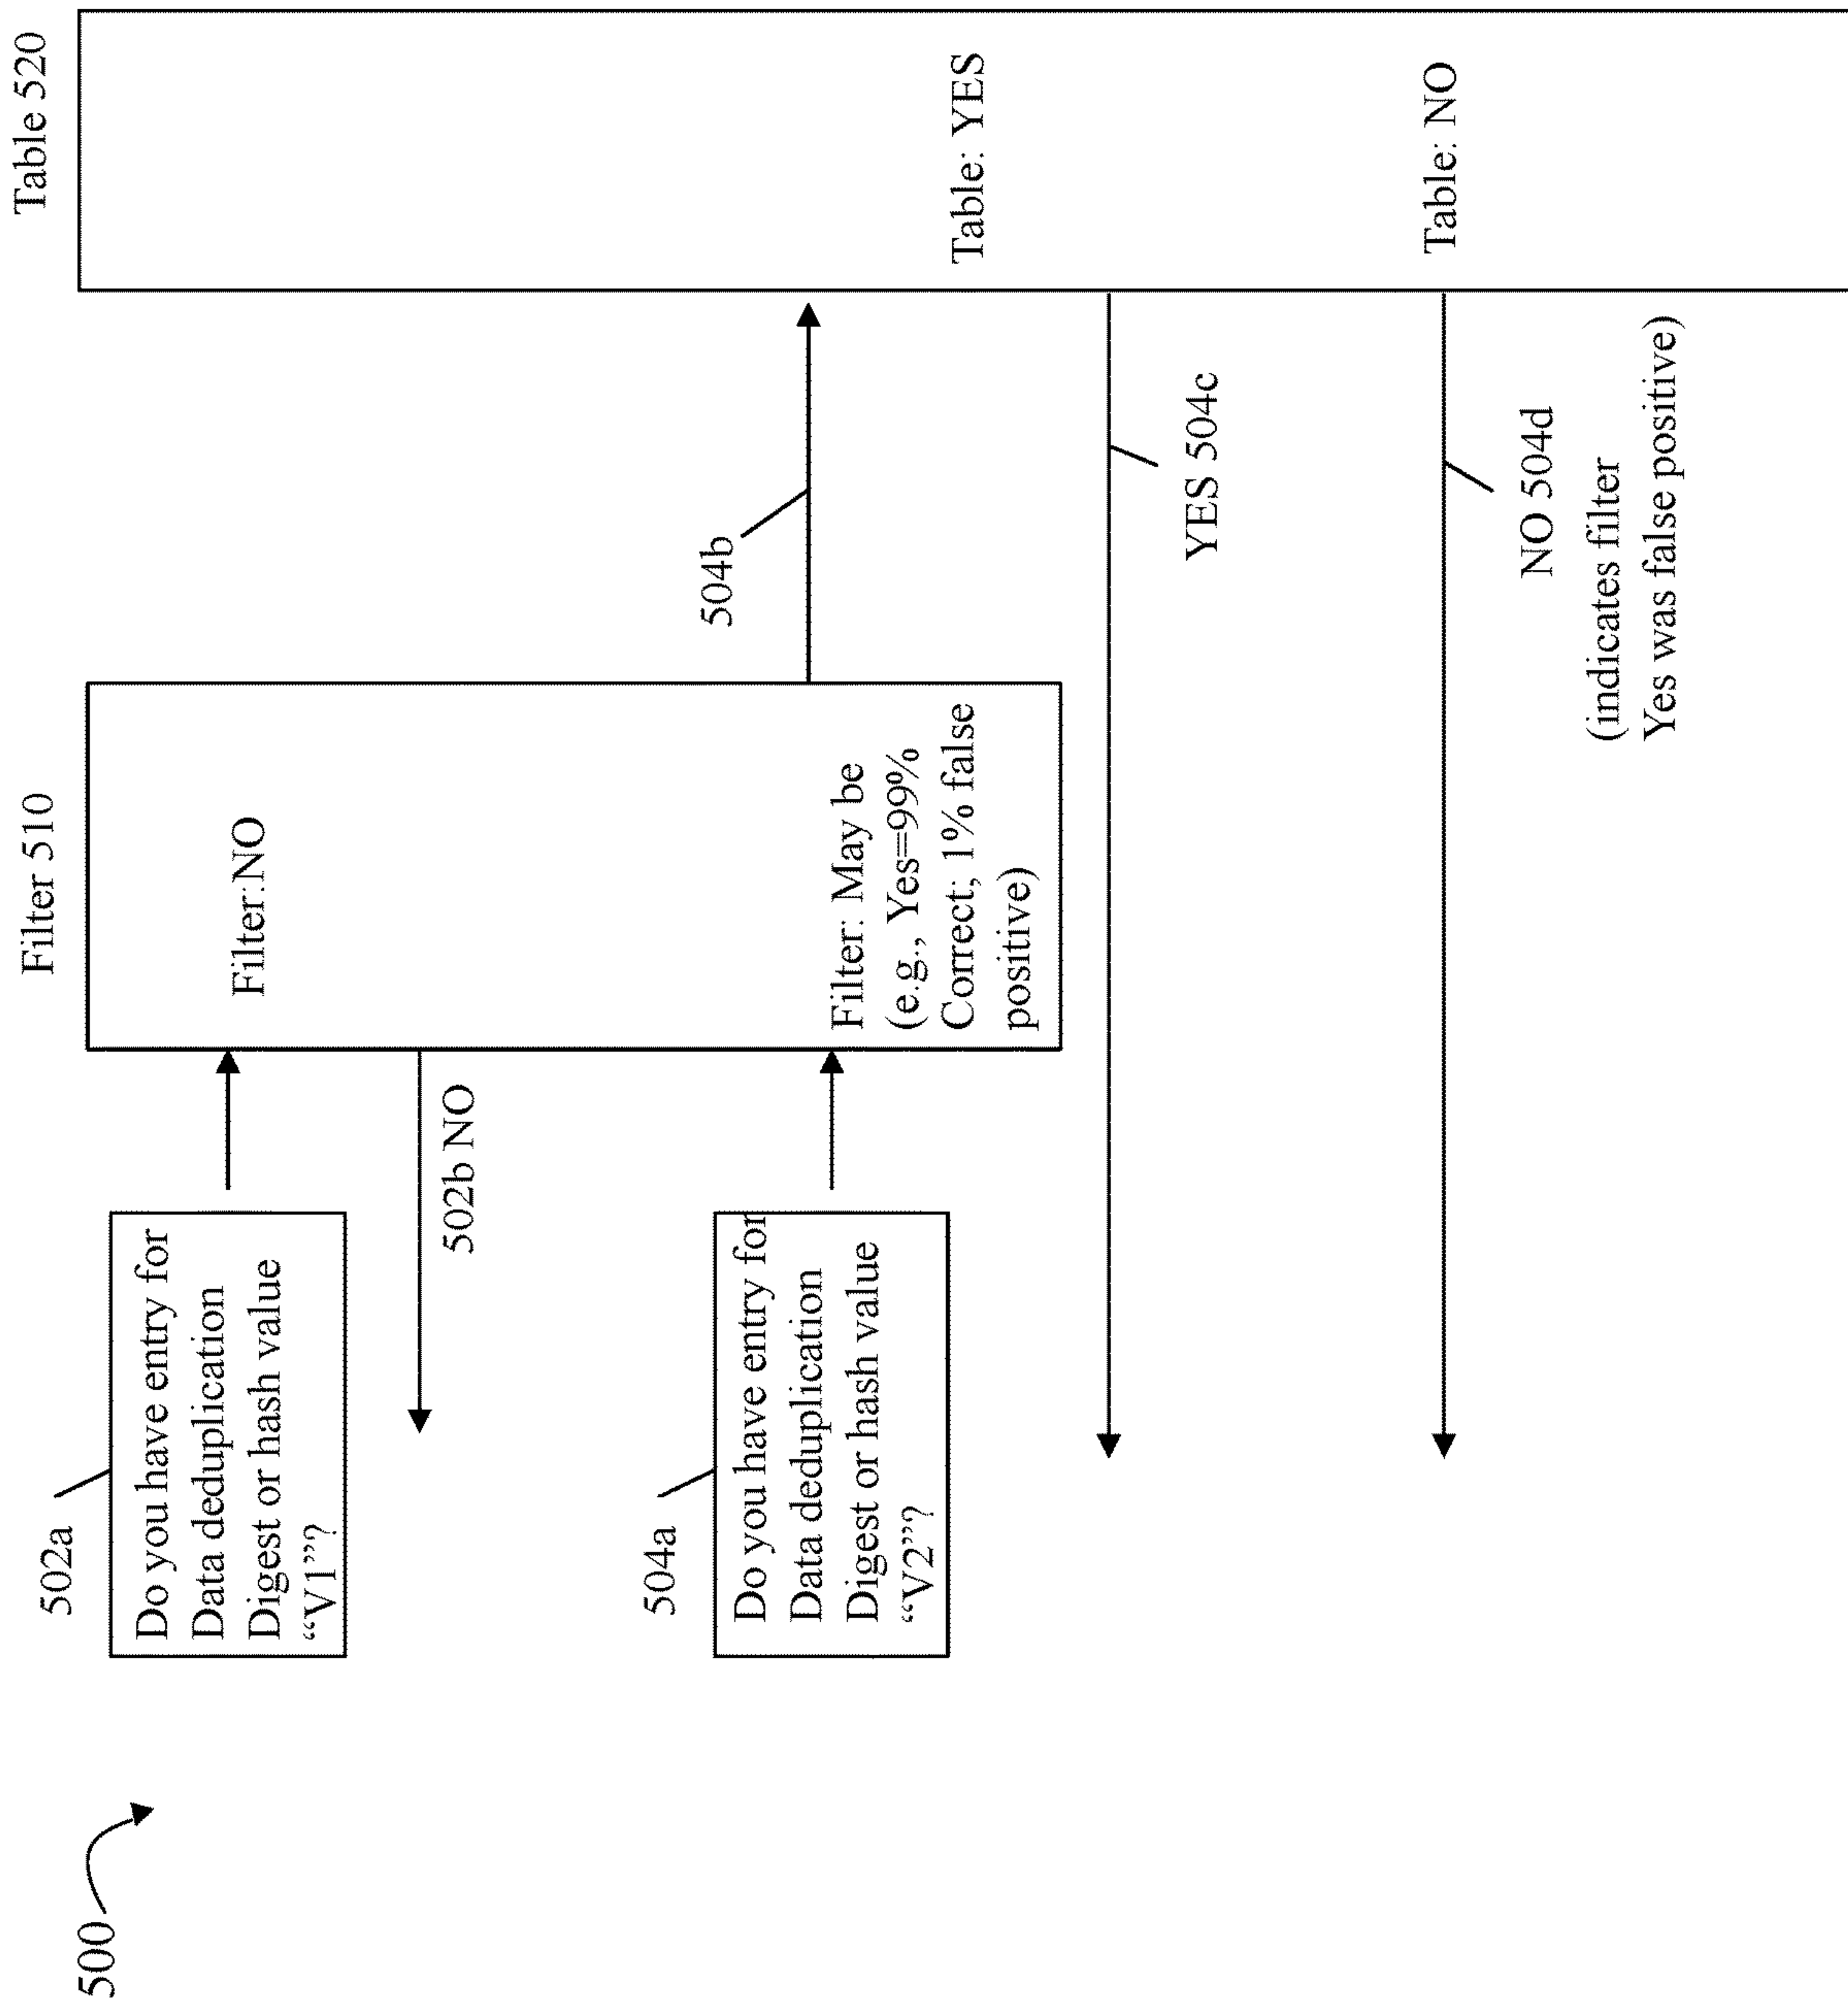 500
Filter 510
Table 520
502a
Do you have entry for
Data deduplication
Digest or hash value
“V1”?
Filter:NO
502b NO
504a
Do you have entry for
Data deduplication
Digest or hash value
“V2”?
504b
Filter: May be
(e.g., Yes=99%
Correct; 1% false
positive)
Table: YES
YES 504c
Table: NO
NO 504d
(indicates filter
Yes was false positive)